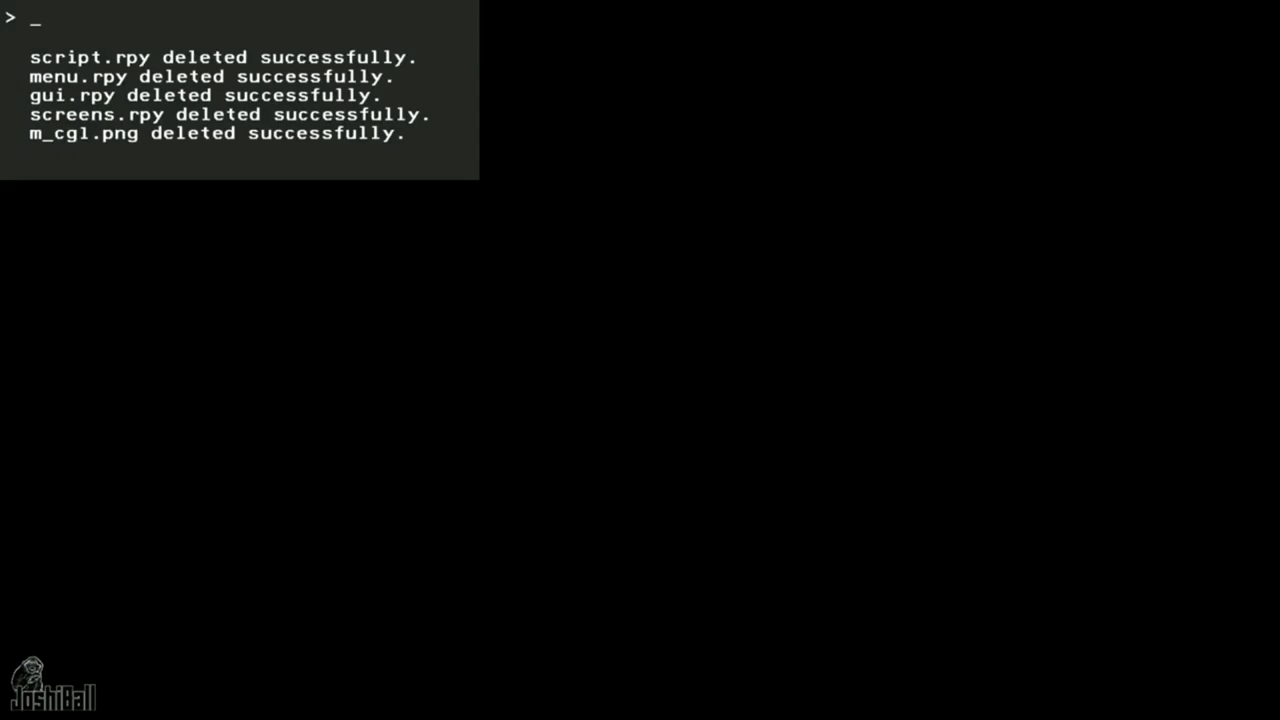 > _
script.rpy deleted successfully.
menu.rpy deleted successfully.
gui.rpy deleted successfully.
screens.rpy deleted successfully.
m_cg1.png deleted successfully.
JoshiBall